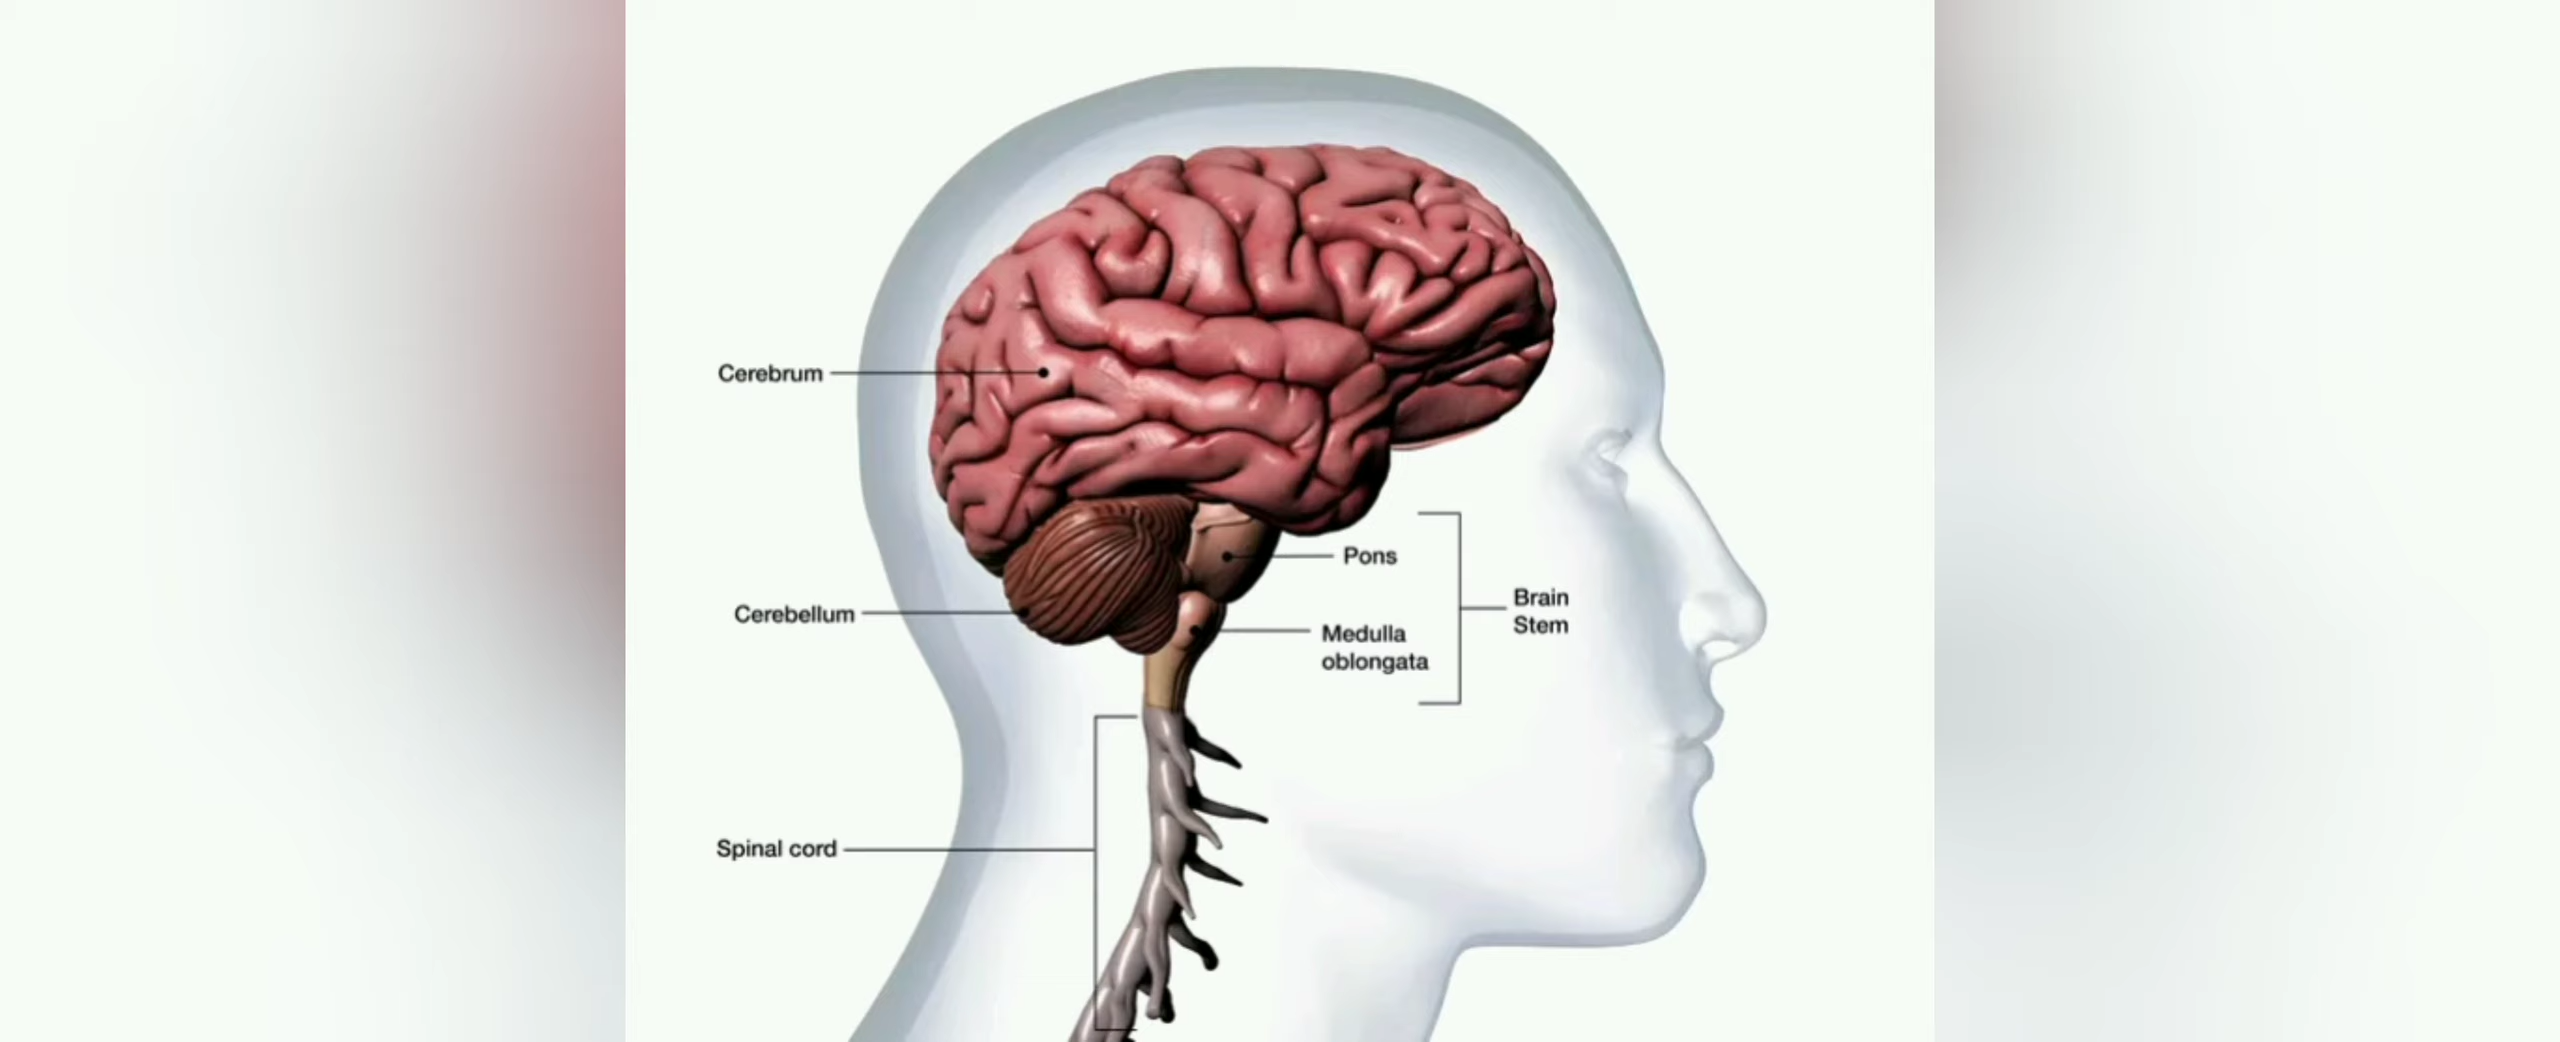 Cerebrum
Pons
Brain
Stem
Cerebellum
Medulla
oblongata
Spinal cord